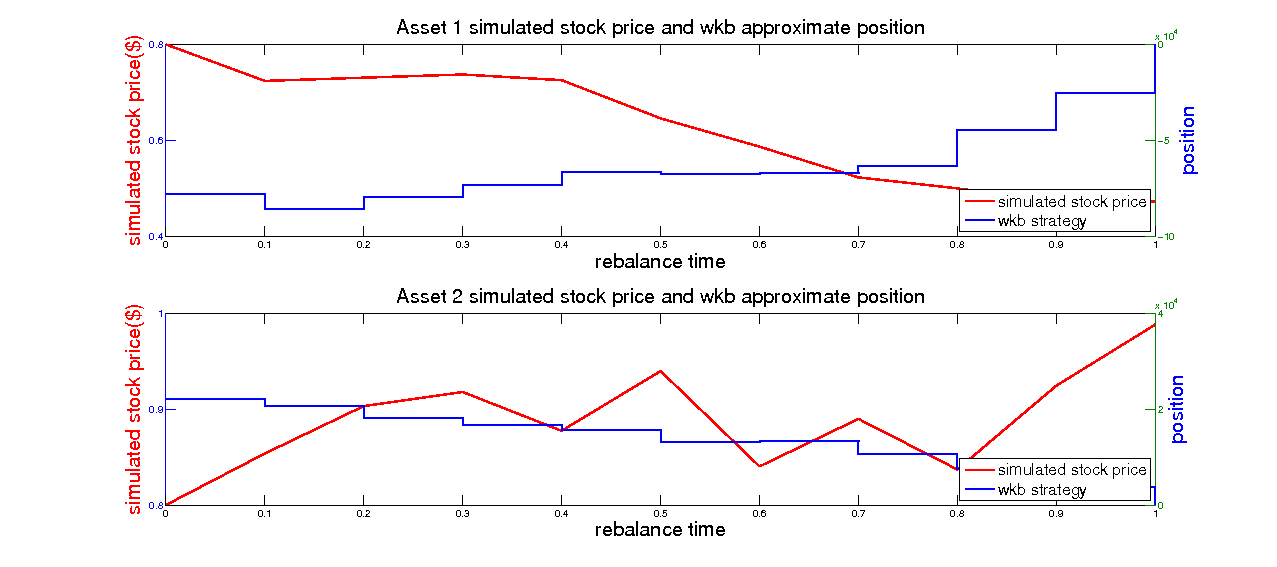 Asset 1 simulated stock price and wkb approximate position
x 10^4
simulated stock price($)
0.8
0.6
0.4
0
-5
-10
position
simulated stock price
wkb strategy
0 0.1 0.2 0.3 0.4 0.5 0.6 0.7 0.8 0.9 1
rebalance time
Asset 2 simulated stock price and wkb approximate position
x 10^4
simulated stock price($)
1
0.9
0.8
4
2
0
position
simulated stock price
wkb strategy
0 0.1 0.2 0.3 0.4 0.5 0.6 0.7 0.8 0.9 1
rebalance time